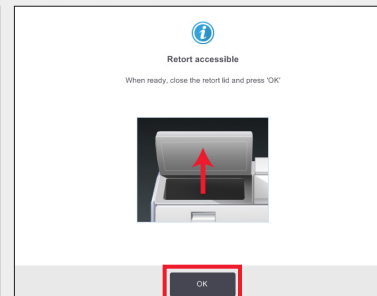 Retort accessible
When ready, close the retort lid and press 'OK'
OK